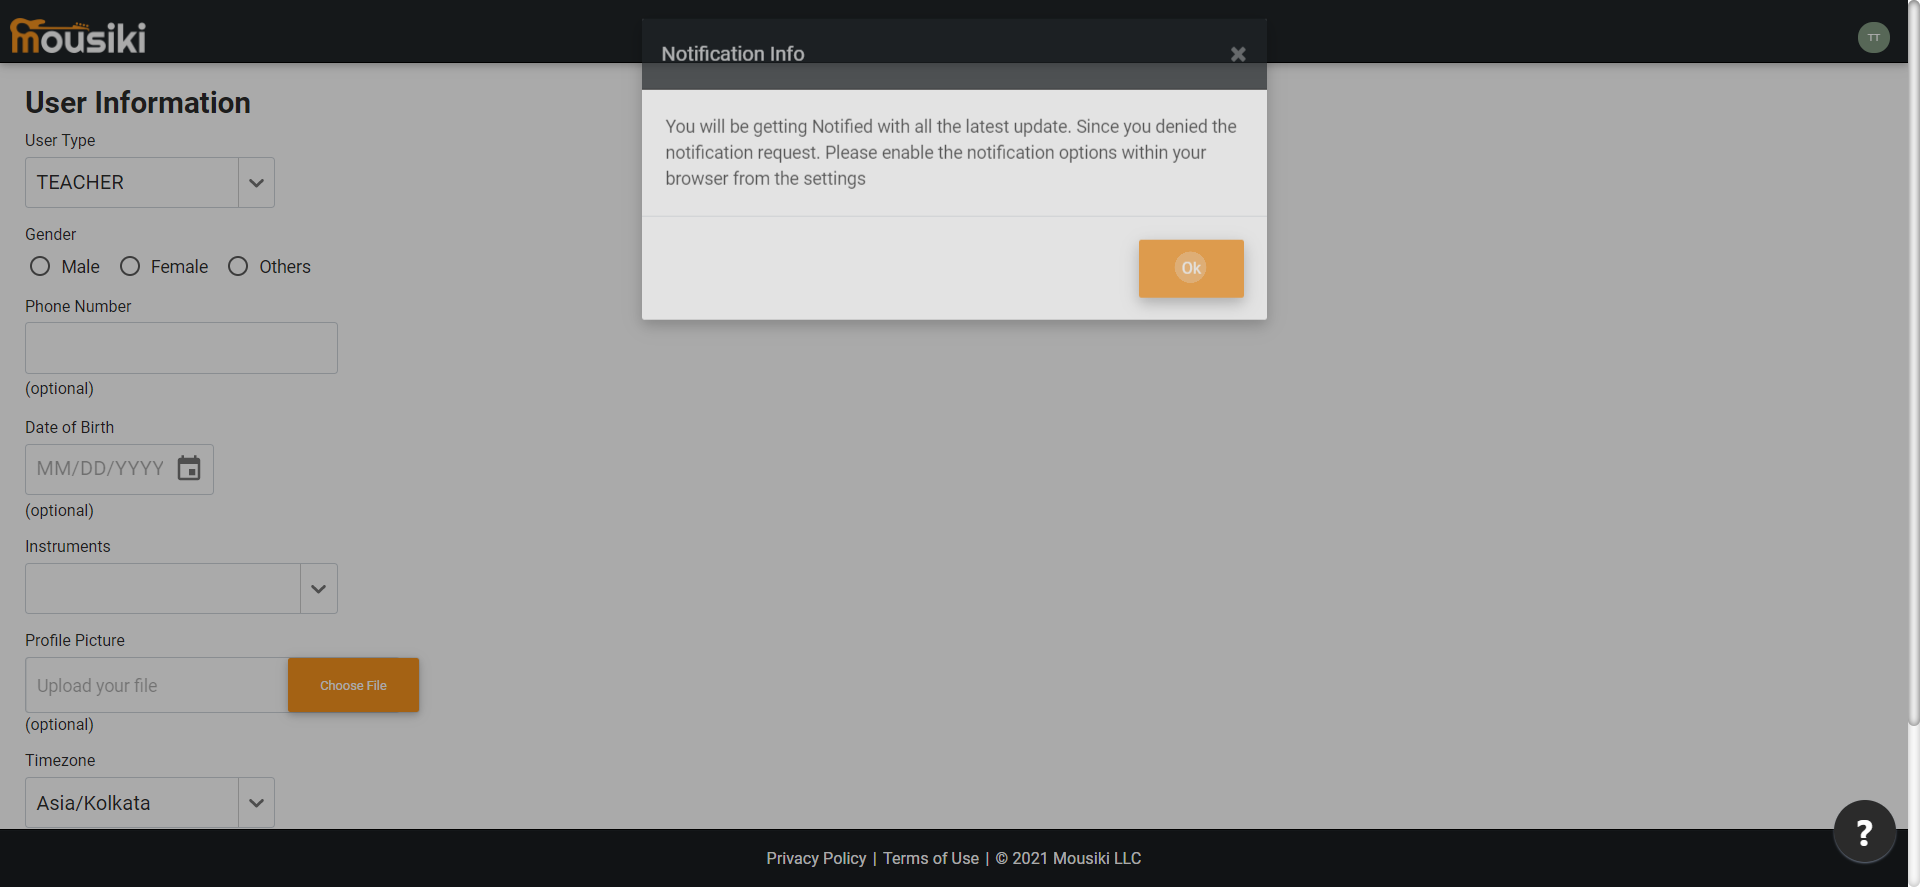 mousiki
TT
Notification Info
You will be getting Notified with all the latest update. Since you denied the
notification request. Please enable the notification options within your
browser from the settings
Ok
User Information
User Type
TEACHER
Gender
Male Female Others
Phone Number
(optional)
Date of Birth
MM/DD/YYYY
(optional)
Instruments
Profile Picture
Upload your file Choose File
(optional)
Timezone
Asia/Kolkata
?
Privacy Policy | Terms of Use | © 2021 Mousiki LLC